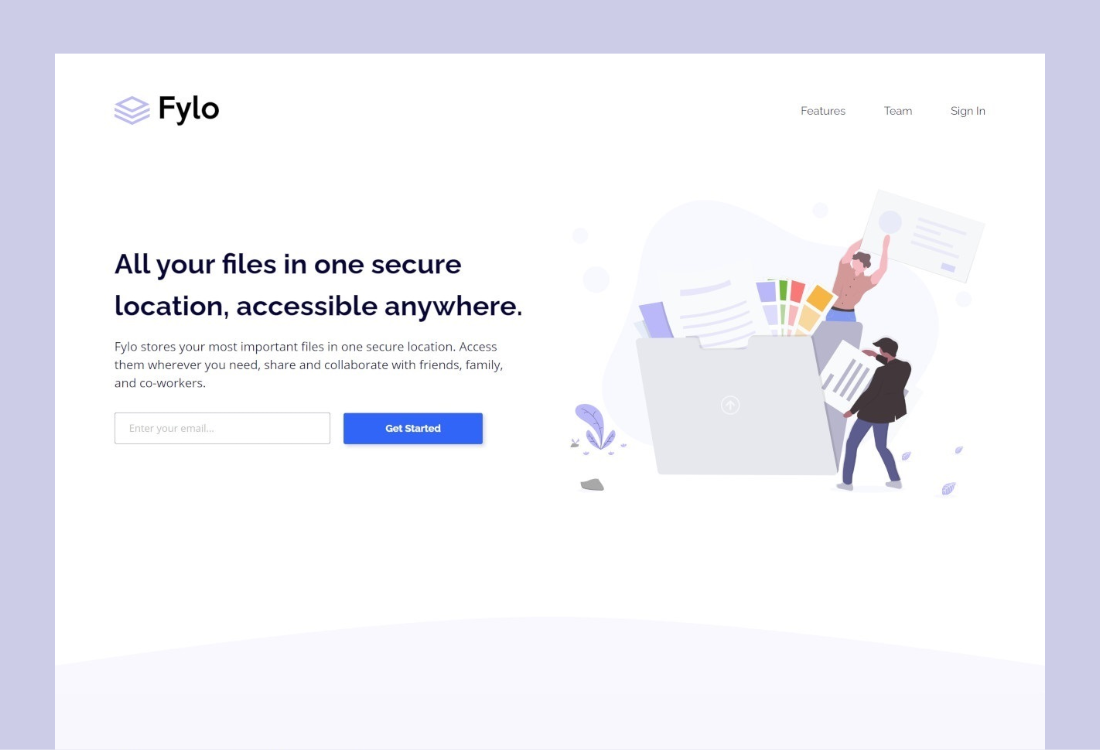 Fylo
Features
Team
Sign In
All your files in one secure
location, accessible anywhere.
Fylo stores your most important files in one secure location. Access
them wherever you need, share and collaborate with friends, family,
and co-workers.
Enter your email...
Get Started